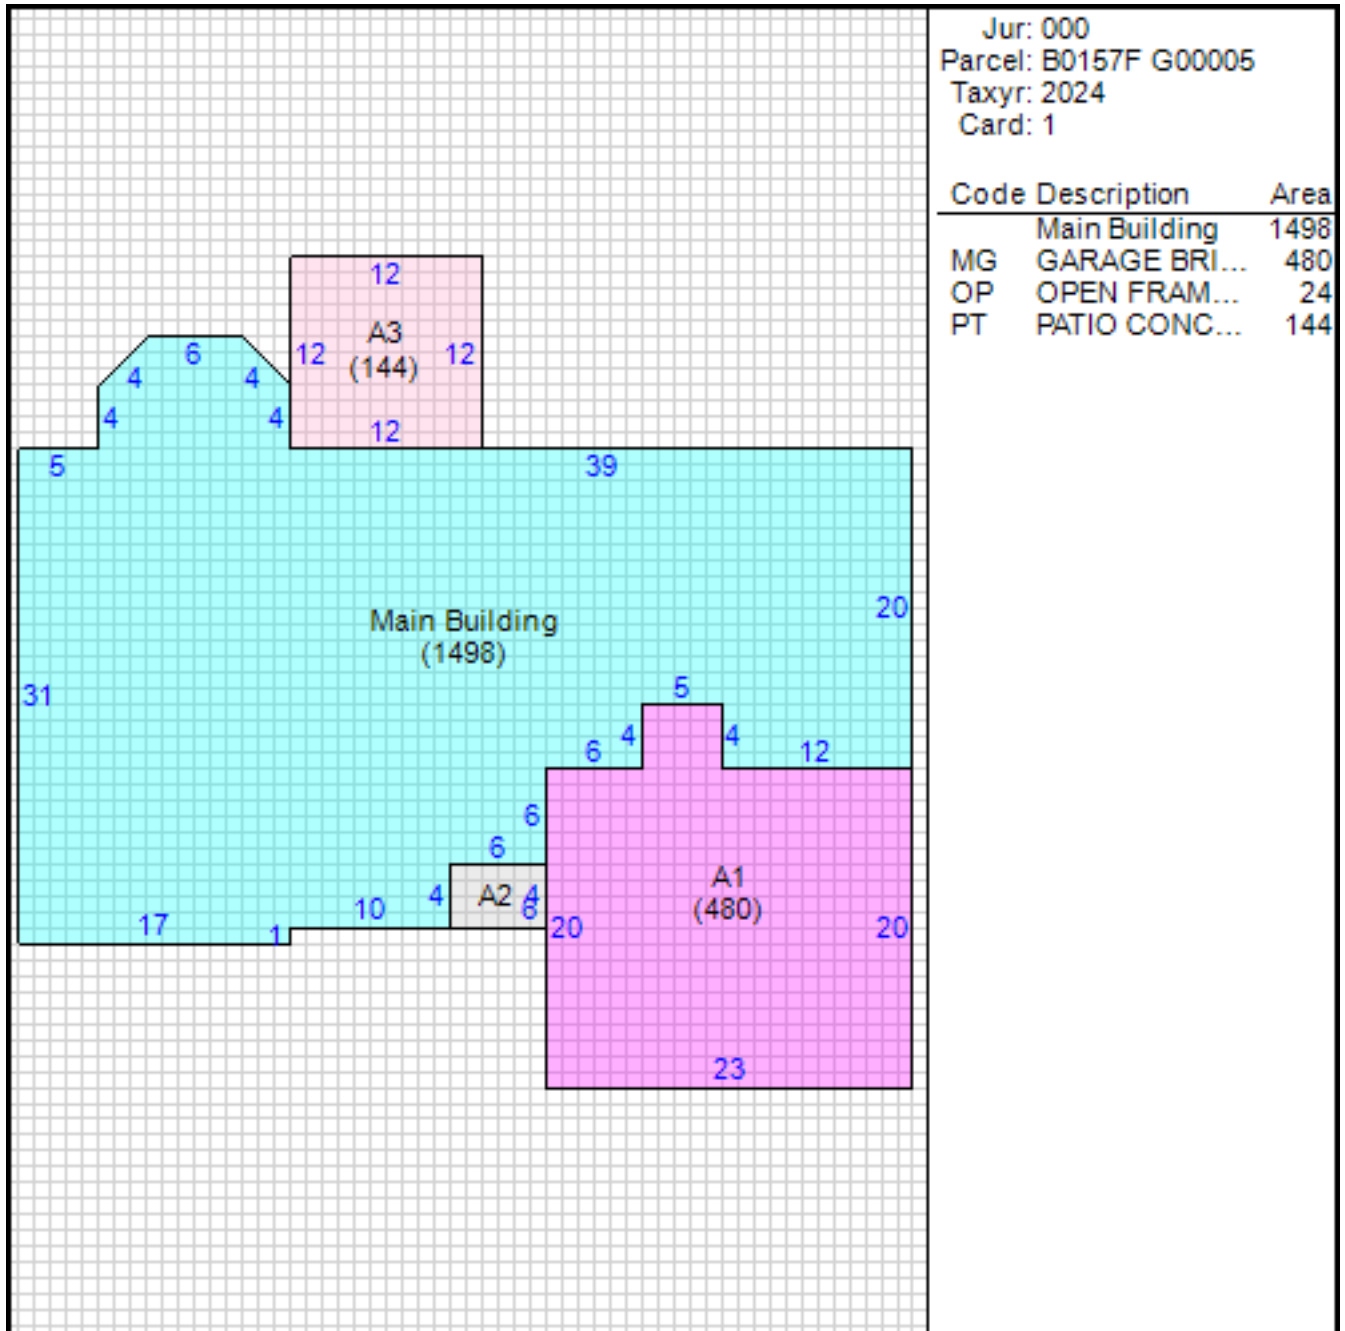 Jur: 000
Parcel: B0157F G00005
Taxyr: 2024
Card: 1
Code Description Area
Main Building 1498
MG GARAGE BRI... 480
OP OPEN FRAM... 24
PT PATIO CONC... 144
12
A3
(144)
12
12
12
6
4
4
4
4
5
39
Main Building
(1498)
20
31
5
4
4
6
12
6
6
4
A2
4
6
A1
(480)
10
17
1
20
20
23